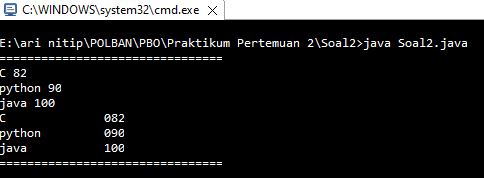 C:\WINDOWS\system32\cmd.exe
E:\ari nitip\POLBAN\PBO\Praktikum Pertemuan 2\Soal2>java Soal2.java
================================
C 82
python 90
java 100
C              082
python         090
java           100
================================